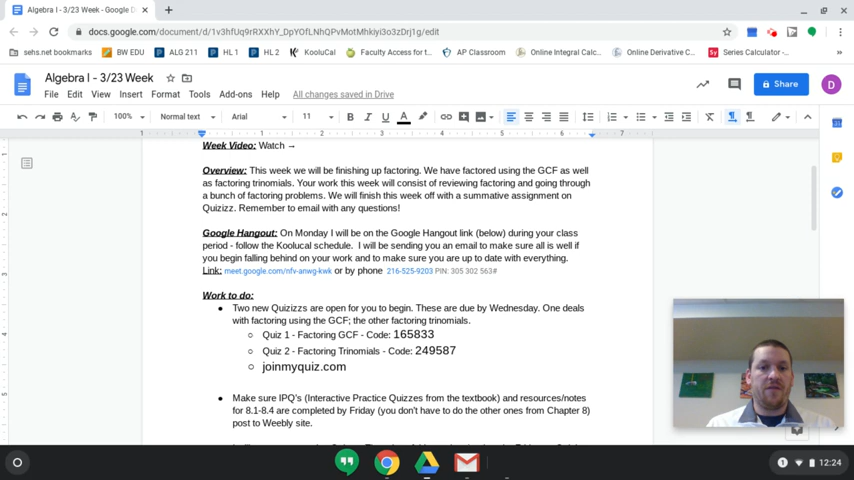 Algebra I - 3/23 Week - Google D
docs.google.com/document/d/1v3hfUq9rRXXhY_DpYOfLNhQPvMotMhkiyi3o3zDrj1g/edit
sehs.net bookmarks BW EDU ALG 211 HL 1 HL 2 KooluCal Faculty Access for t... AP Classroom Online Integral Calc... Online Derivative C... Series Calculator -...
Algebra I - 3/23 Week
File Edit View Insert Format Tools Add-ons Help All changes saved in Drive
Share
D
100% Normal text Arial 11 B I U A
1 1 2 3 4 5 6 7
Week Video: Watch →
Overview: This week we will be finishing up factoring. We have factored using the GCF as well
as factoring trinomials. Your work this week will consist of reviewing factoring and going through
a bunch of factoring problems. We will finish this week off with a summative assignment on
Quizizz. Remember to email with any questions!
Google Hangout: On Monday I will be on the Google Hangout link (below) during your class
period - follow the Koolucal schedule. I will be sending you an email to make sure all is well if
you begin falling behind on your work and to make sure you are up to date with everything.
Link: meet.google.com/nfv-anwg-kwk or by phone 216-525-9203 PIN: 305 302 563#
Work to do:
● Two new Quizizzs are open for you to begin. These are due by Wednesday. One deals
with factoring using the GCF; the other factoring trinomials.
○ Quiz 1 - Factoring GCF - Code: 165833
○ Quiz 2 - Factoring Trinomials - Code: 249587
○ joinmyquiz.com
● Make sure IPQ's (Interactive Practice Quizzes from the textbook) and resources/notes
for 8.1-8.4 are completed by Friday (you don't have to do the other ones from Chapter 8)
post to Weebly site.
1 12:24